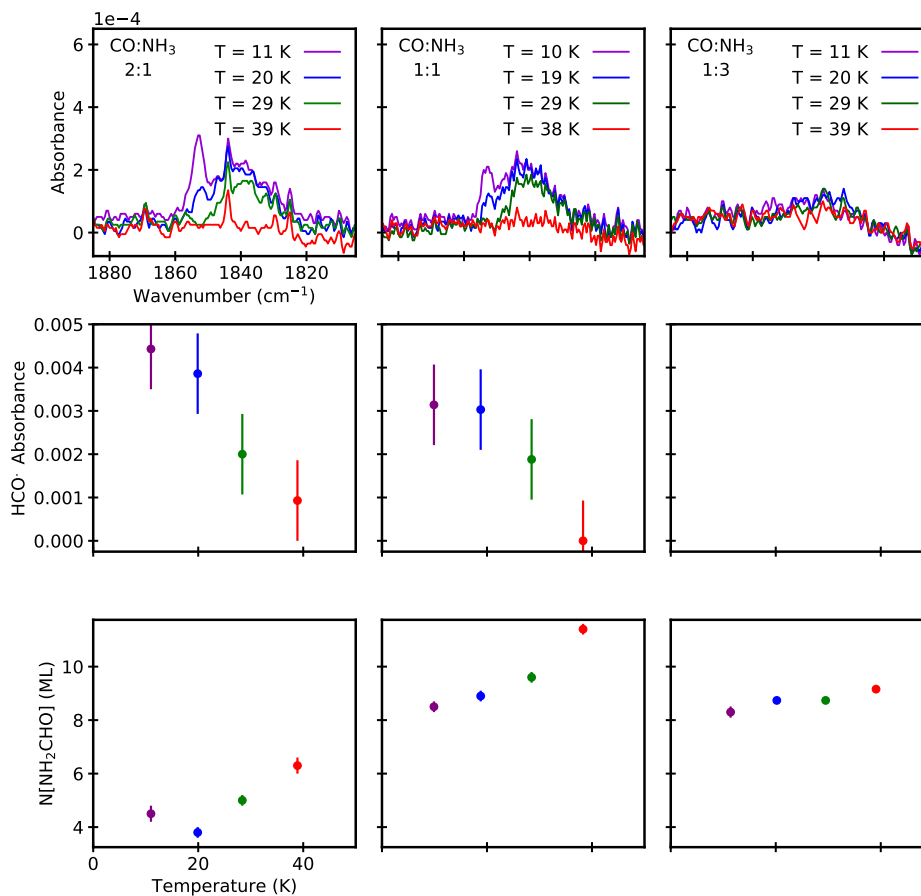 1e−4
CO:NH₃
2:1
T = 11 K
T = 20 K
T = 29 K
T = 39 K
CO:NH₃
1:1
T = 10 K
T = 19 K
T = 29 K
T = 38 K
CO:NH₃
1:3
T = 11 K
T = 20 K
T = 29 K
T = 39 K
Absorbance
6
4
2
0
1880 1860 1840 1820
Wavenumber (cm⁻¹)
HCO· Absorbance
0.005
0.004
0.003
0.002
0.001
0.000
N[NH₂CHO] (ML)
10
8
6
4
0 20 40
Temperature (K)